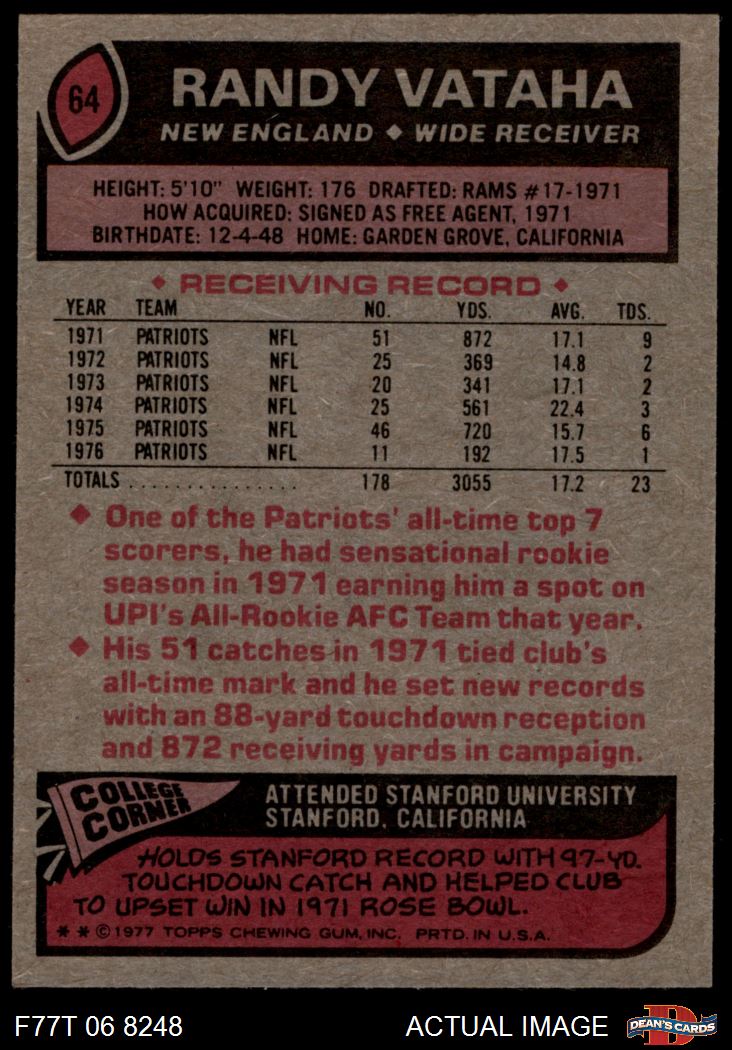 64
RANDY VATAHA
NEW ENGLAND ◆ WIDE RECEIVER
HEIGHT: 5'10" WEIGHT: 176 DRAFTED: RAMS #17-1971
HOW ACQUIRED: SIGNED AS FREE AGENT, 1971
BIRTHDATE: 12-4-48 HOME: GARDEN GROVE, CALIFORNIA
◆ RECEIVING RECORD ◆
YEAR TEAM NO. YDS. AVG. TDS.
1971 PATRIOTS NFL 51 872 17.1 9
1972 PATRIOTS NFL 25 369 14.8 2
1973 PATRIOTS NFL 20 341 17.1 2
1974 PATRIOTS NFL 25 561 22.4 3
1975 PATRIOTS NFL 46 720 15.7 6
1976 PATRIOTS NFL 11 192 17.5 1
TOTALS ................ 178 3055 17.2 23
◆ One of the Patriots' all-time top 7
scorers, he had sensational rookie
season in 1971 earning him a spot on
UPI's All-Rookie AFC Team that year.
◆ His 51 catches in 1971 tied club's
all-time mark and he set new records
with an 88-yard touchdown reception
and 872 receiving yards in campaign.
COLLEGE
CORNER
ATTENDED STANFORD UNIVERSITY
STANFORD, CALIFORNIA
HOLDS STANFORD RECORD WITH 97-YD.
TOUCHDOWN CATCH AND HELPED CLUB
TO UPSET WIN IN 1971 ROSE BOWL.
* * © 1977 TOPPS CHEWING GUM, INC. PRTD. IN U.S.A.
F77T 06 8248 ACTUAL IMAGE
D
DEAN'S CARDS